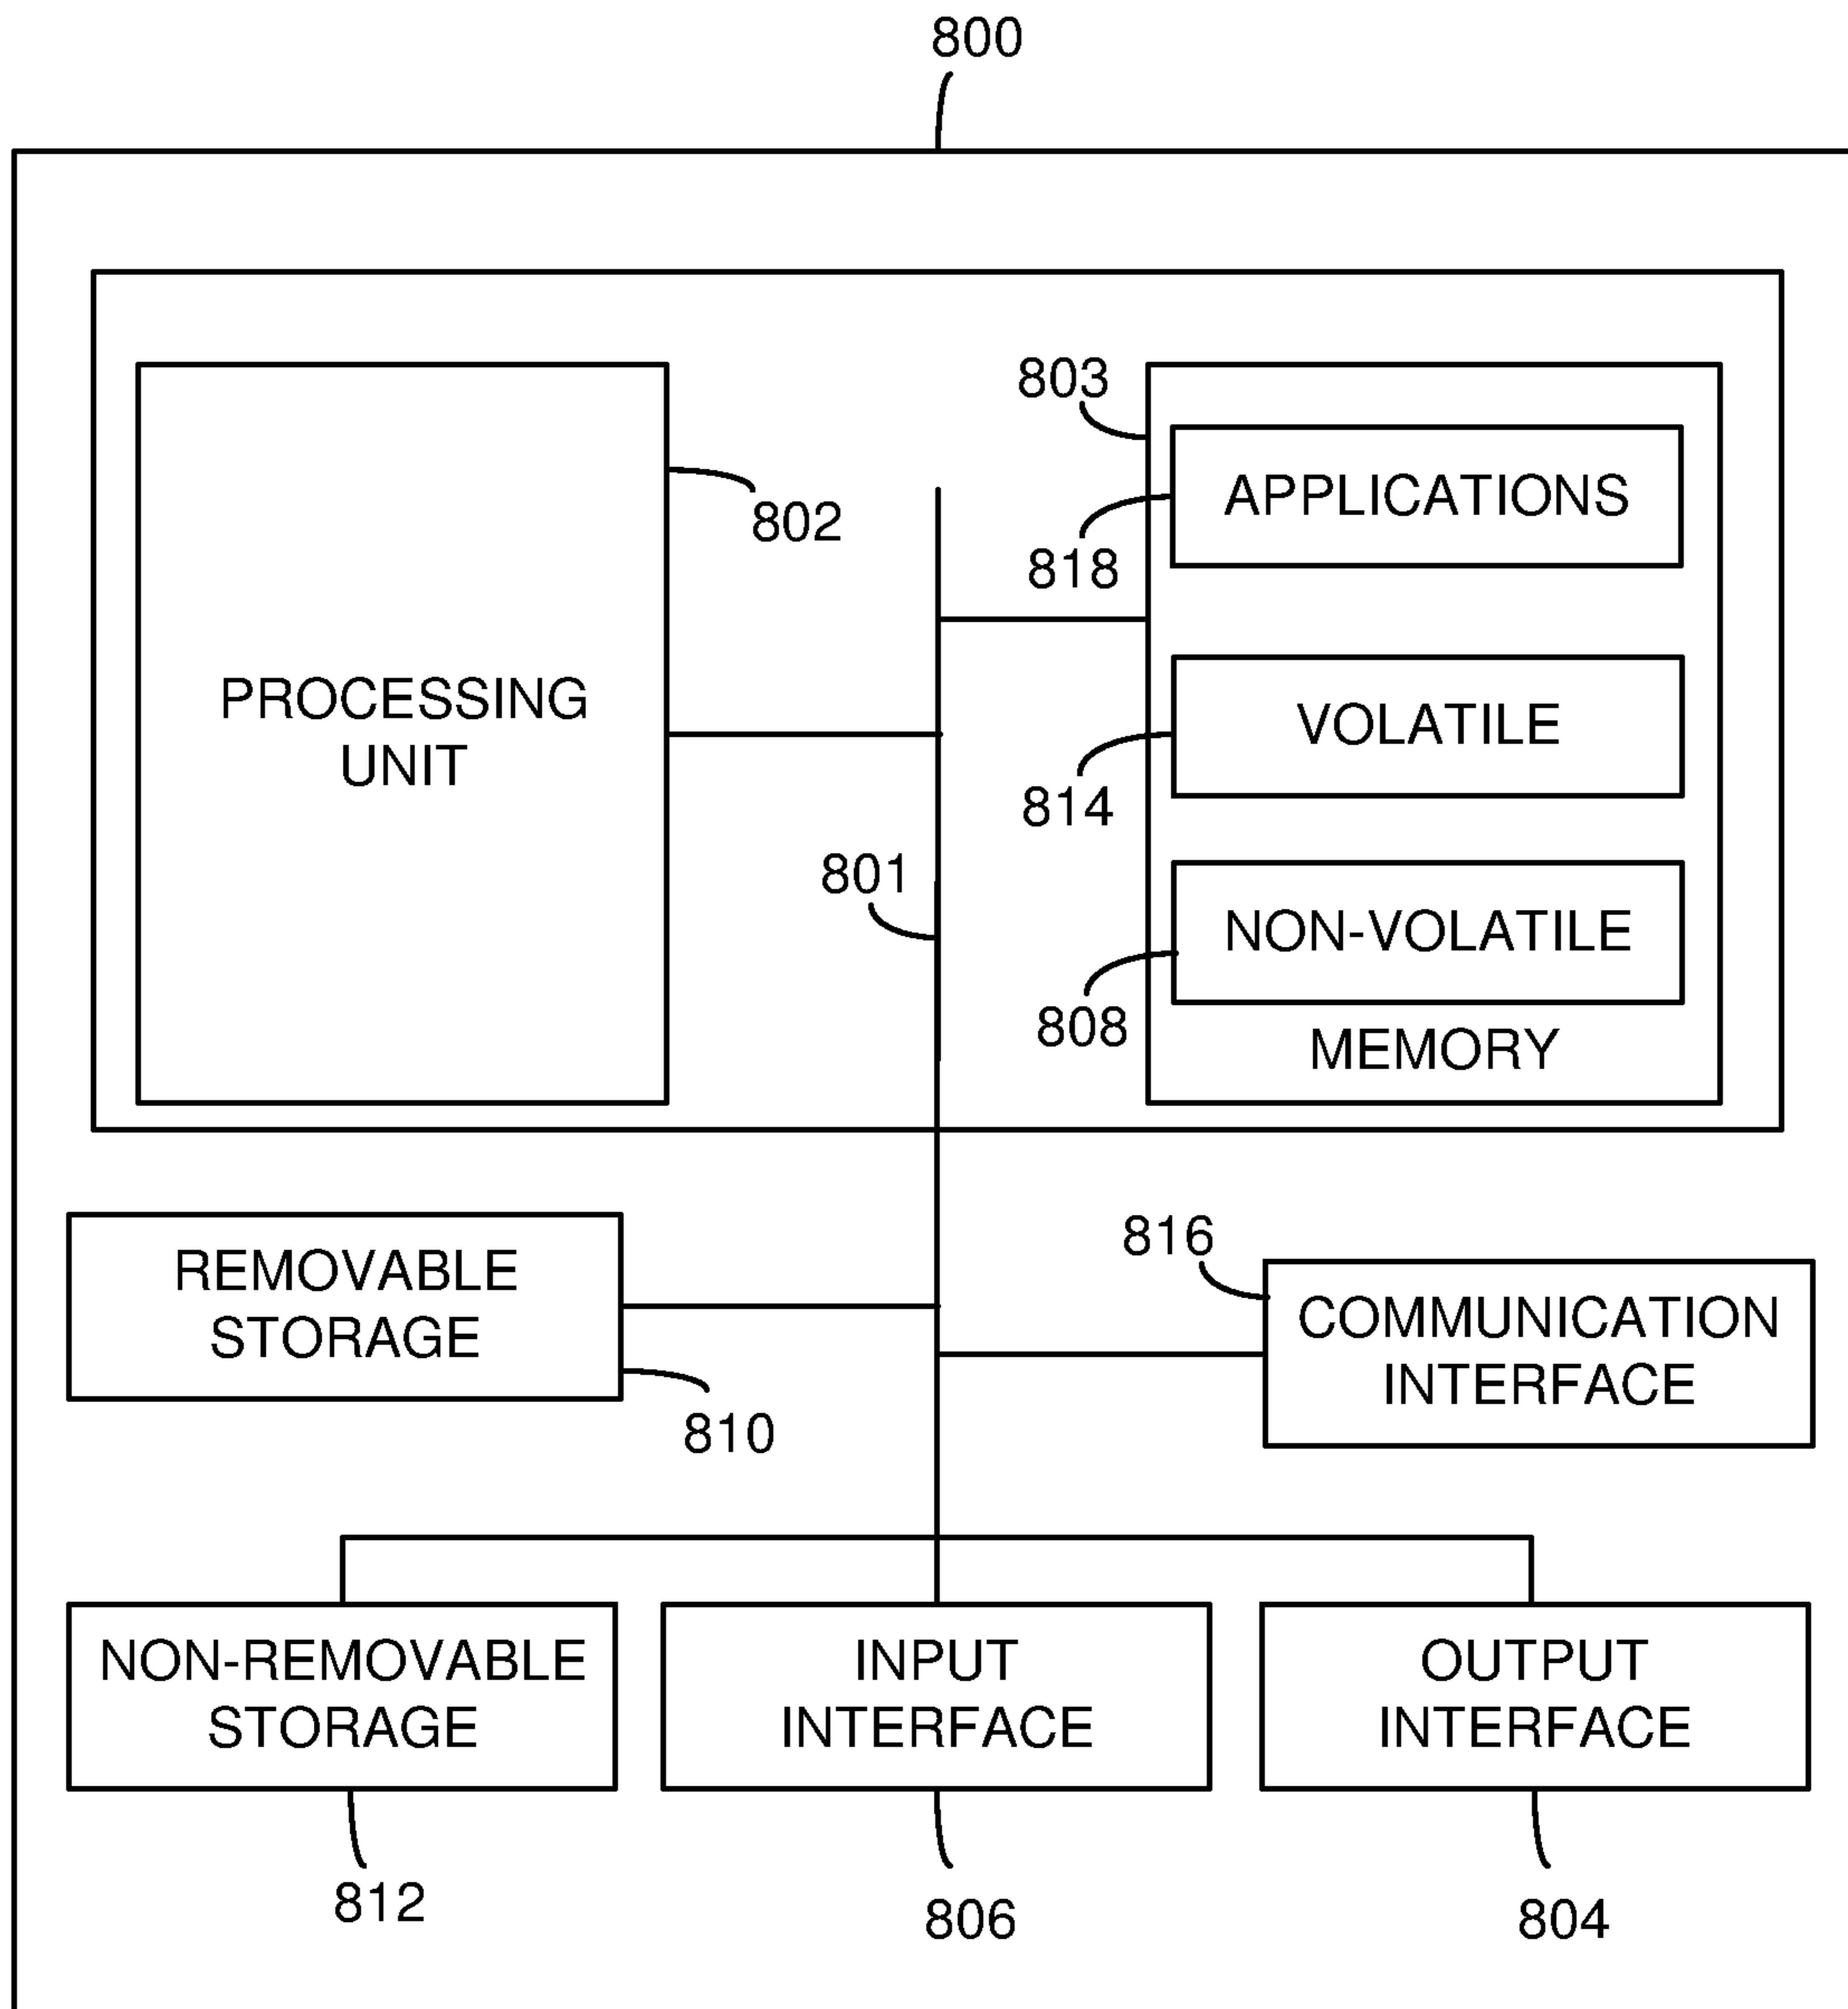 800
803
APPLICATIONS
802
818
PROCESSING
UNIT
VOLATILE
814
801
NON-VOLATILE
808
MEMORY
816
REMOVABLE
STORAGE
COMMUNICATION
INTERFACE
810
NON-REMOVABLE
STORAGE
INPUT
INTERFACE
OUTPUT
INTERFACE
812
806
804